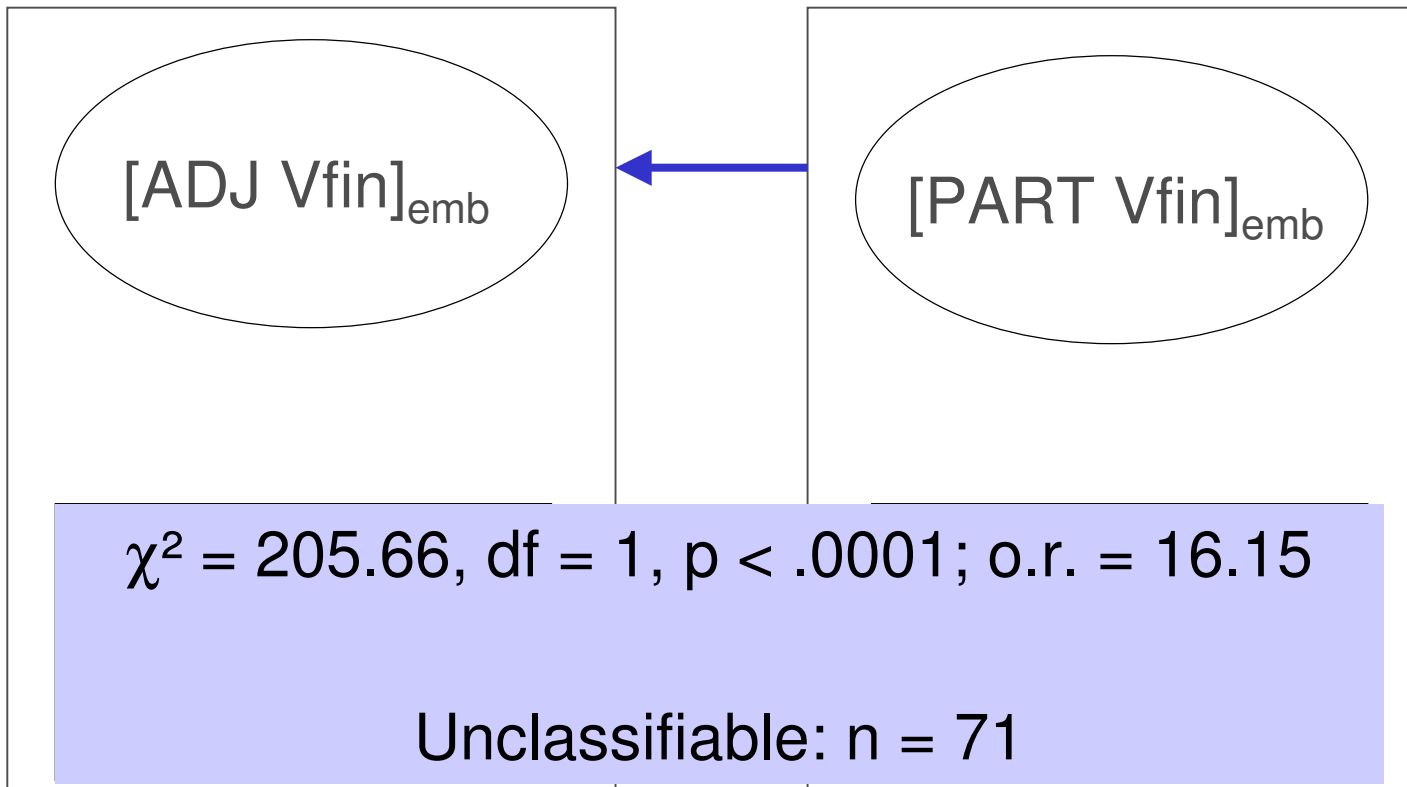 [ADJ Vfin]emb
[PART Vfin]emb
χ² = 205.66, df = 1, p < .0001; o.r. = 16.15
Unclassifiable: n = 71